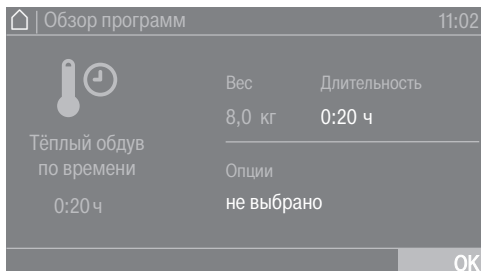 | Обзор программ 11:02
Тёплый обдув
по времени
0:20 ч
Вес Длительность
8,0 кг 0:20 ч
Опции
не выбрано
OK